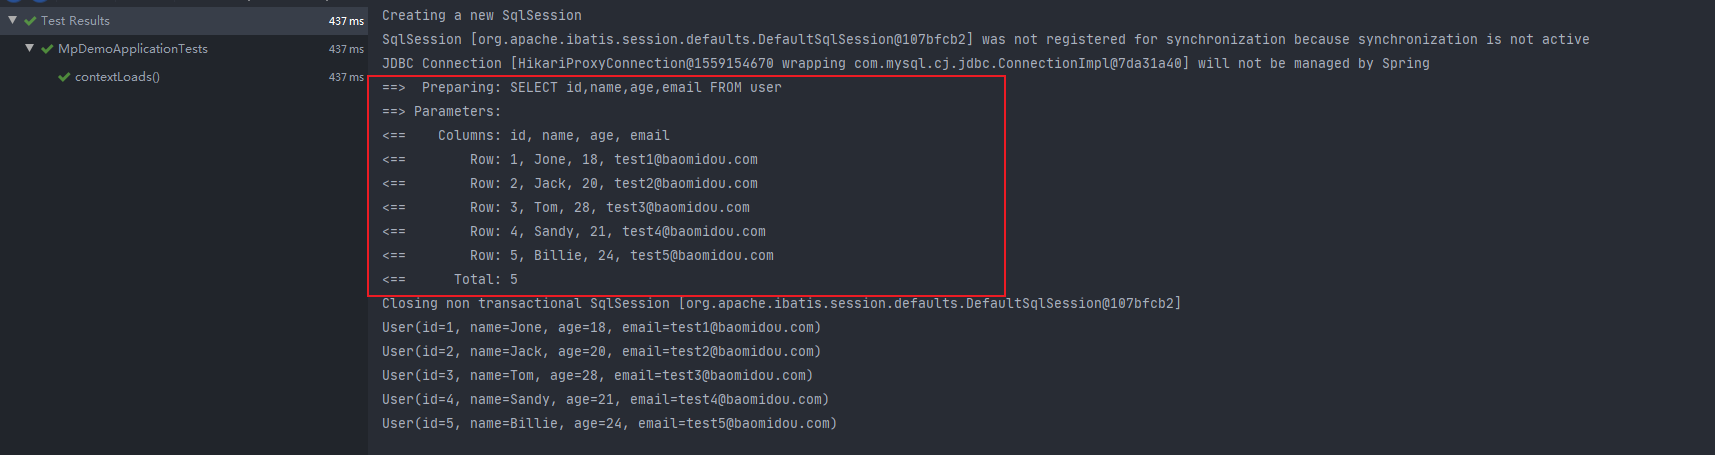 Test Results 437 ms
MpDemoApplicationTests 437 ms
contextLoads() 437 ms
Creating a new SqlSession
SqlSession [org.apache.ibatis.session.defaults.DefaultSqlSession@107bfcb2] was not registered for synchronization because synchronization is not active
JDBC Connection [HikariProxyConnection@1559154670 wrapping com.mysql.cj.jdbc.ConnectionImpl@7da31a40] will not be managed by Spring
==>  Preparing: SELECT id,name,age,email FROM user
==> Parameters:
<==    Columns: id, name, age, email
<==        Row: 1, Jone, 18, test1@baomidou.com
<==        Row: 2, Jack, 20, test2@baomidou.com
<==        Row: 3, Tom, 28, test3@baomidou.com
<==        Row: 4, Sandy, 21, test4@baomidou.com
<==        Row: 5, Billie, 24, test5@baomidou.com
<==      Total: 5
Closing non transactional SqlSession [org.apache.ibatis.session.defaults.DefaultSqlSession@107bfcb2]
User(id=1, name=Jone, age=18, email=test1@baomidou.com)
User(id=2, name=Jack, age=20, email=test2@baomidou.com)
User(id=3, name=Tom, age=28, email=test3@baomidou.com)
User(id=4, name=Sandy, age=21, email=test4@baomidou.com)
User(id=5, name=Billie, age=24, email=test5@baomidou.com)